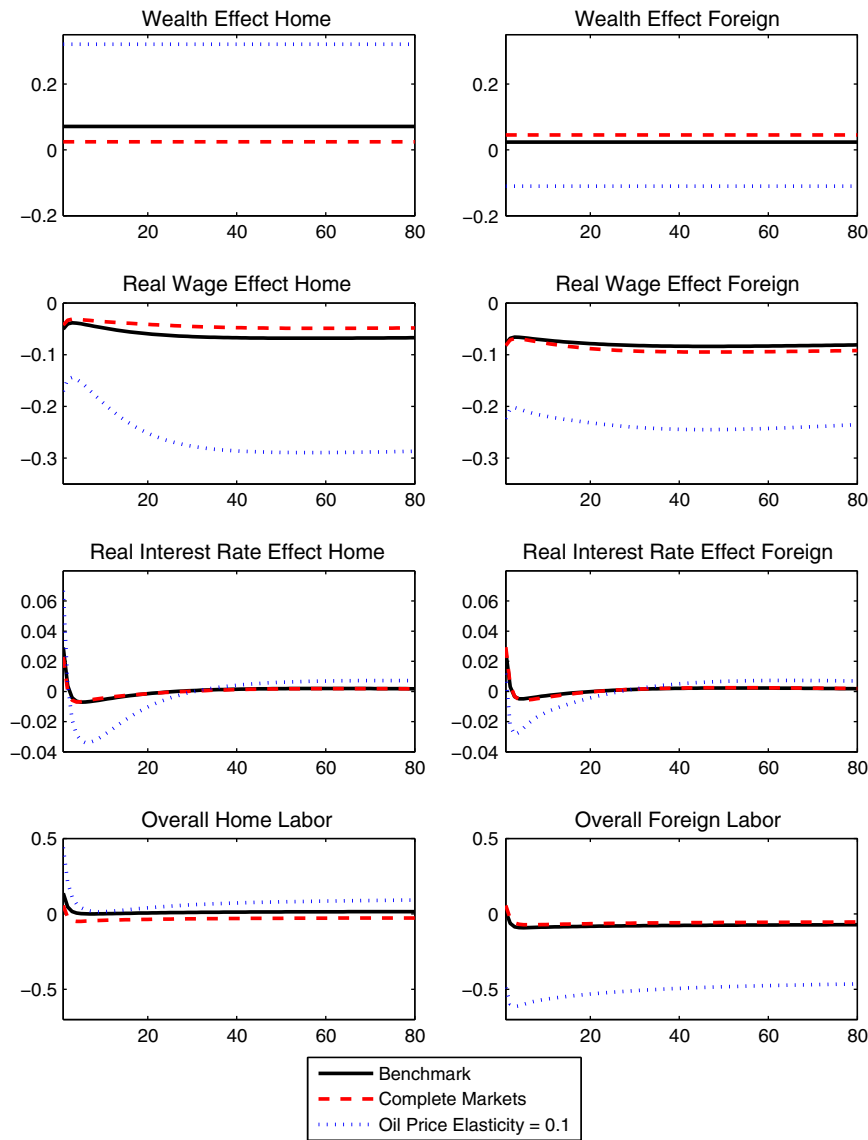 Wealth Effect Home
0.2
0
−0.2
20 40 60 80
Wealth Effect Foreign
0.2
0
−0.2
20 40 60 80
Real Wage Effect Home
0
−0.1
−0.2
−0.3
20 40 60 80
Real Wage Effect Foreign
0
−0.1
−0.2
−0.3
20 40 60 80
Real Interest Rate Effect Home
0.06
0.04
0.02
0
−0.02
−0.04
20 40 60 80
Real Interest Rate Effect Foreign
0.06
0.04
0.02
0
−0.02
−0.04
20 40 60 80
Overall Home Labor
0.5
0
−0.5
20 40 60 80
Overall Foreign Labor
0.5
0
−0.5
20 40 60 80
Benchmark
Complete Markets
Oil Price Elasticity = 0.1